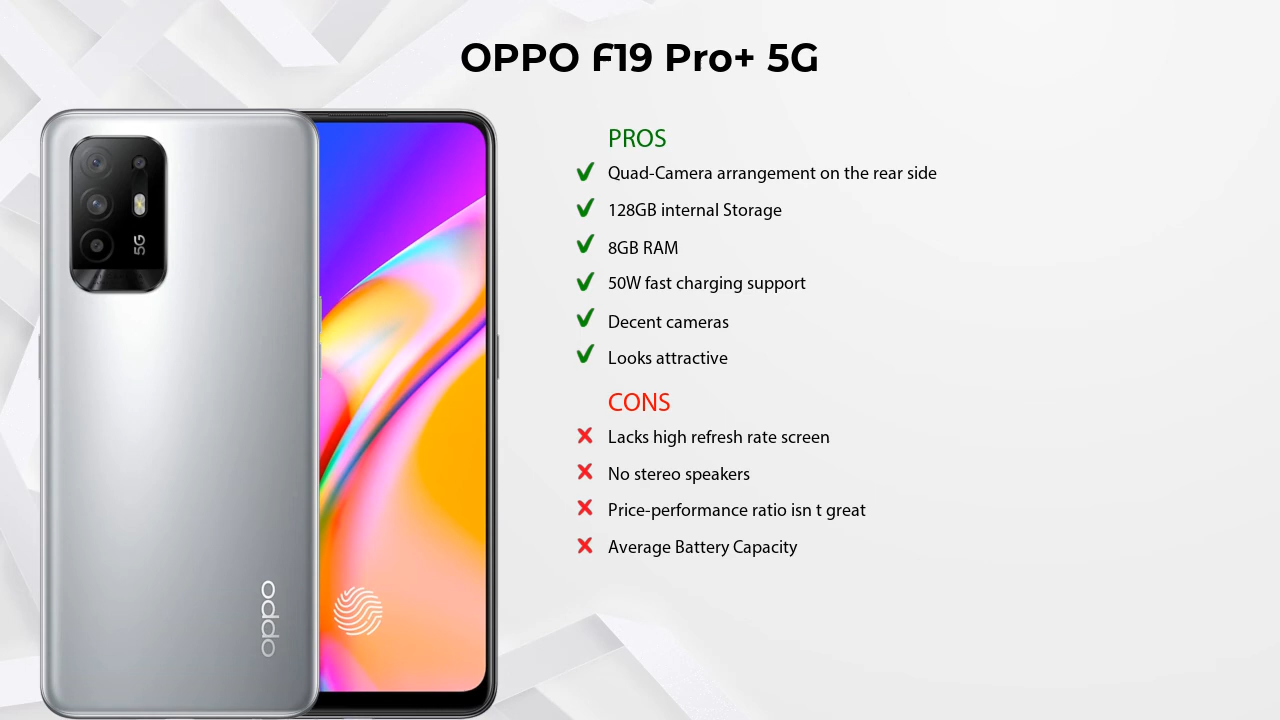 OPPO F19 Pro+ 5G
PROS
Quad-Camera arrangement on the rear side
128GB internal Storage
8GB RAM
50W fast charging support
Decent cameras
Looks attractive
CONS
Lacks high refresh rate screen
No stereo speakers
Price-performance ratio isn t great
Average Battery Capacity
5G
oppo